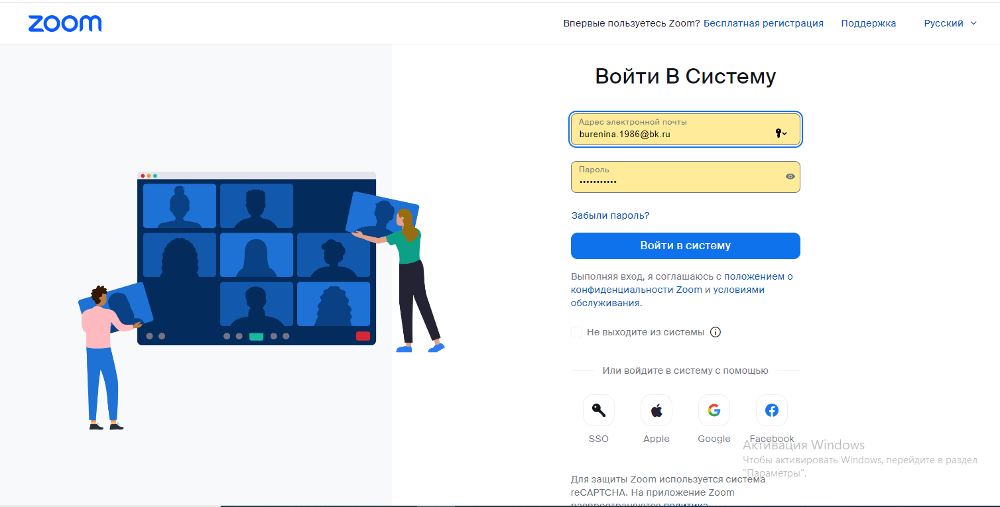 zoom
Впервые пользуетесь Zoom? Бесплатная регистрация Поддержка Русский
Войти В Систему
Адрес электронной почты
burenina.1986@bk.ru
Пароль
•••••••••••
Забыли пароль?
Войти в систему
Выполняя вход, я соглашаюсь с положением о
конфиденциальности Zoom и условиями
обслуживания.
Не выходите из системы
Или войдите в систему с помощью
SSO Apple Google Facebook
Активация Windows
Чтобы активировать Windows, перейдите в раздел
"Параметры".
Для защиты Zoom используется система
reCAPTCHA. На приложение Zoom
распространяются политика